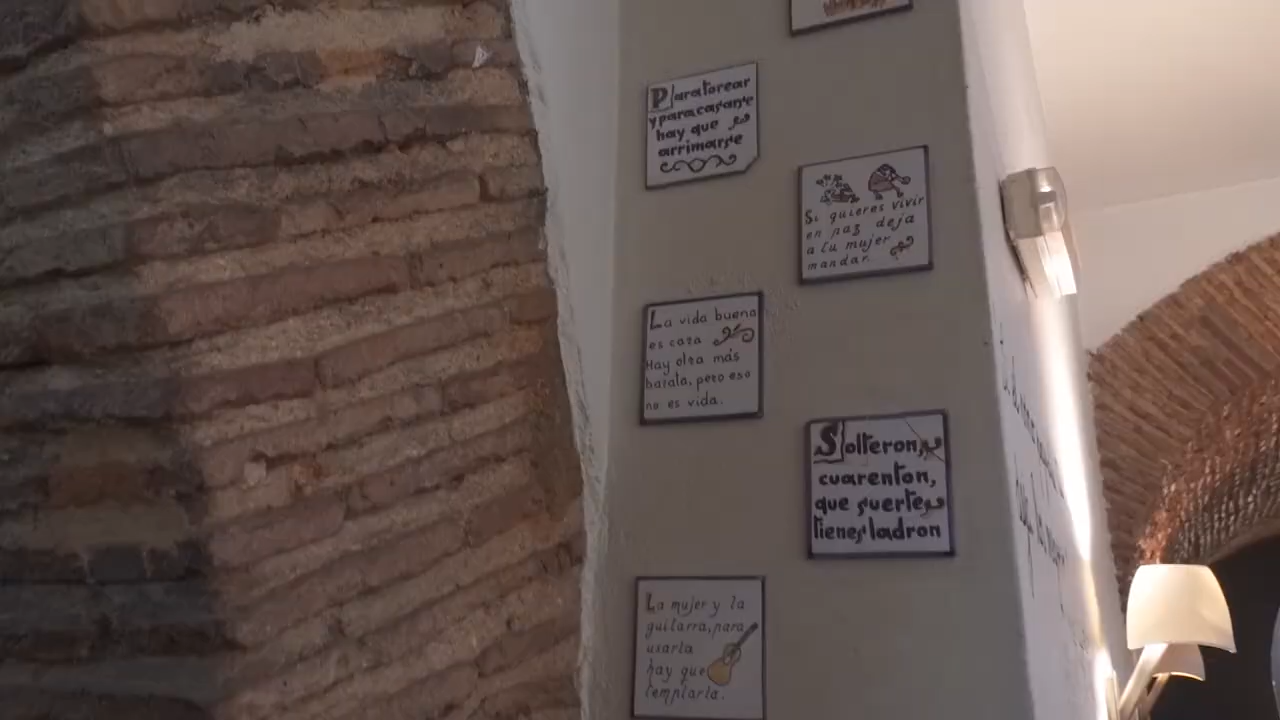 Para torear
y para casarse
hay que
arrimarse
Si quieres vivir
en paz deja
a tu mujer
mandar.
La vida buena
es cara
Hay otra más
barata, pero eso
no es vida.
Solteron,
cuarenton,
que suerte
tienes ladron
La mujer y la
guitarra, para
usarla
hay que
templarla.